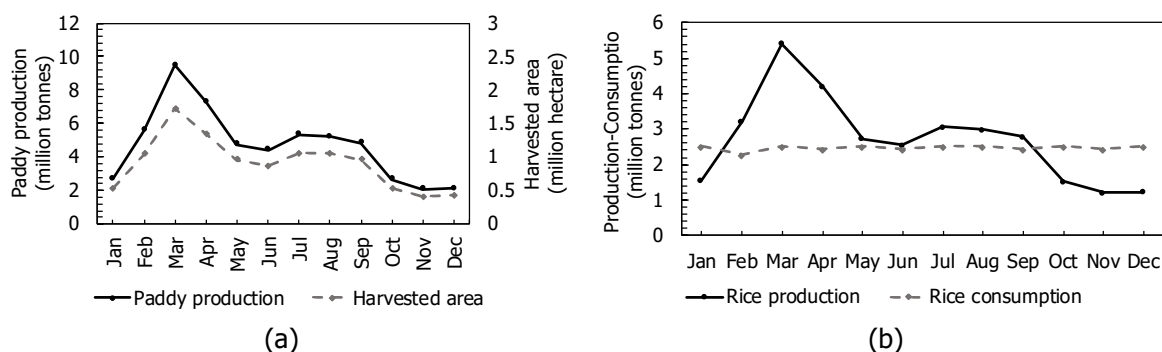 Paddy production
(million tonnes)
12
10
8
6
4
2
0
3
2.5
2
1.5
1
0.5
0
Harvested area
(million hectare)
Jan Feb Mar Apr May Jun Jul Aug Sep Oct Nov Dec
Paddy production Harvested area
(a)
Production-Consumptio
(million tonnes)
6
5
4
3
2
1
0
Jan Feb Mar Apr May Jun Jul Aug Sep Oct Nov Dec
Rice production Rice consumption
(b)